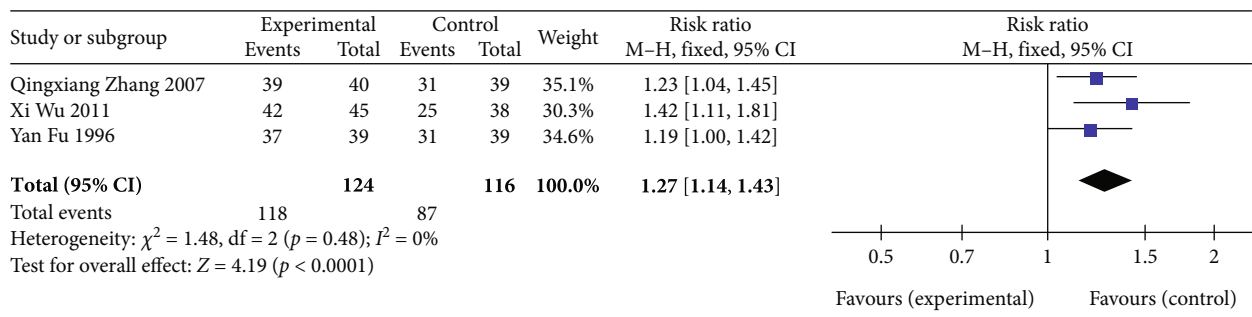 Study or subgroup Experimental Control Weight Risk ratio Risk ratio
Events Total Events Total M–H, fixed, 95% CI M–H, fixed, 95% CI
Qingxiang Zhang 2007 39 40 31 39 35.1% 1.23 [1.04, 1.45]
Xi Wu 2011 42 45 25 38 30.3% 1.42 [1.11, 1.81]
Yan Fu 1996 37 39 31 39 34.6% 1.19 [1.00, 1.42]
Total (95% CI) 124 116 100.0% 1.27 [1.14, 1.43]
Total events 118 87
Heterogeneity: χ² = 1.48, df = 2 (p = 0.48); I² = 0%
Test for overall effect: Z = 4.19 (p < 0.0001)
0.5 0.7 1 1.5 2
Favours (experimental) Favours (control)